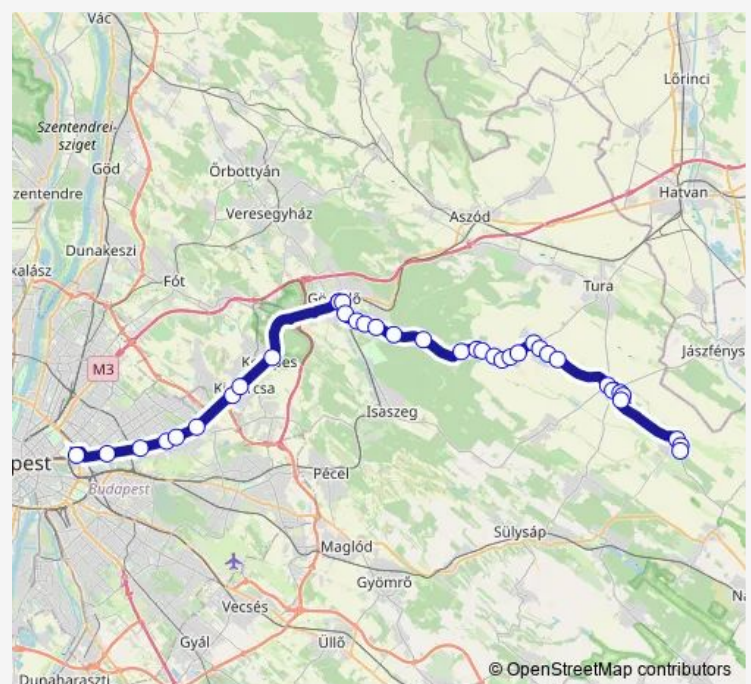 Vác
Lőrinci
Szentendrei-
sziget
Göd
Őrbottyán
Hatvan
zentendre
Veresegyház
Aszód
Dunakeszi
kalász
Fót
Tura
Jászfénys
M3
Isaszeg
pest
Budapest
Pécel
Sülysáp
Maglód
Gyömrő
Vecsés
Gyál
Üllő
Dunaharaszti
© OpenStreetMap contributors